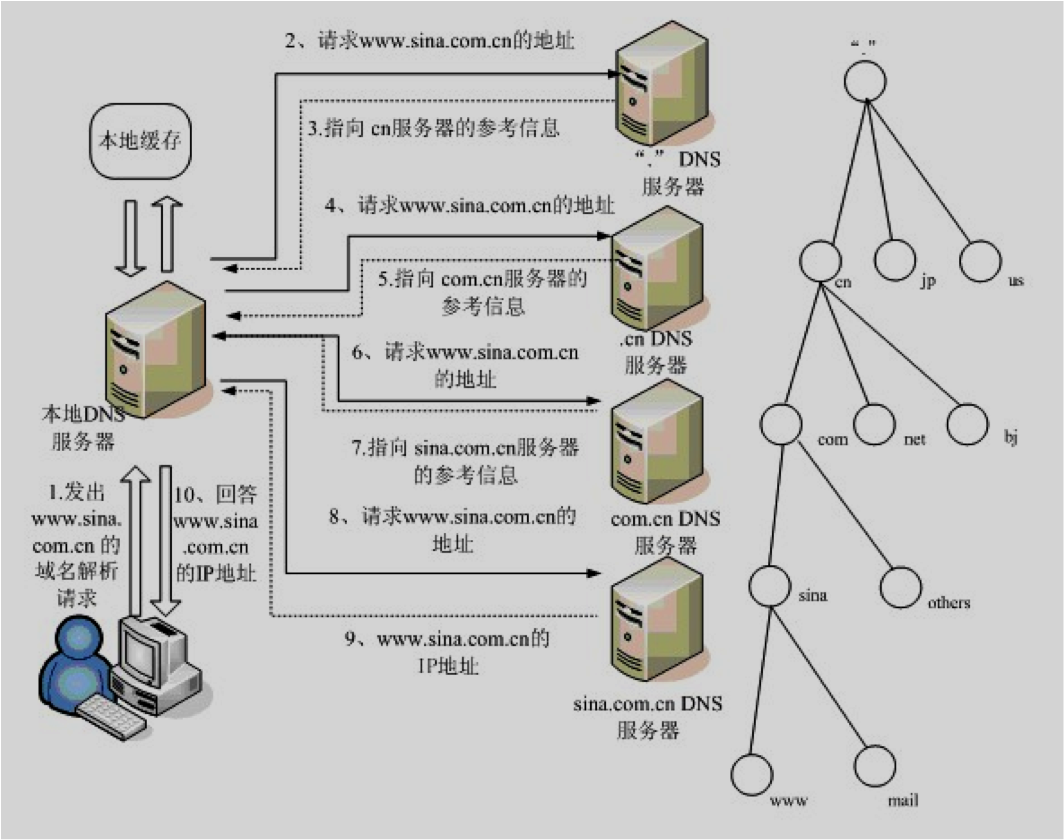 2、请求www.sina.com.cn的地址
3.指向 cn服务器的参考信息
“.” DNS
服务器
本地缓存
4、请求www.sina.com.cn的地址
5.指向 com.cn服务器的
参考信息
.cn DNS
服务器
6、请求www.sina.com.cn
的地址
7.指向 sina.com.cn服务器
的参考信息
com.cn DNS
服务器
8、请求www.sina.com.cn的
地址
9、www.sina.com.cn的
IP地址
sina.com.cn DNS
服务器
本地DNS
服务器
1.发出
www.sina.
com.cn 的
域名解析
请求
10、回答
www.sina
.com.cn
的IP地址
“.”
cn
jp
us
com
net
bj
sina
others
www
mail